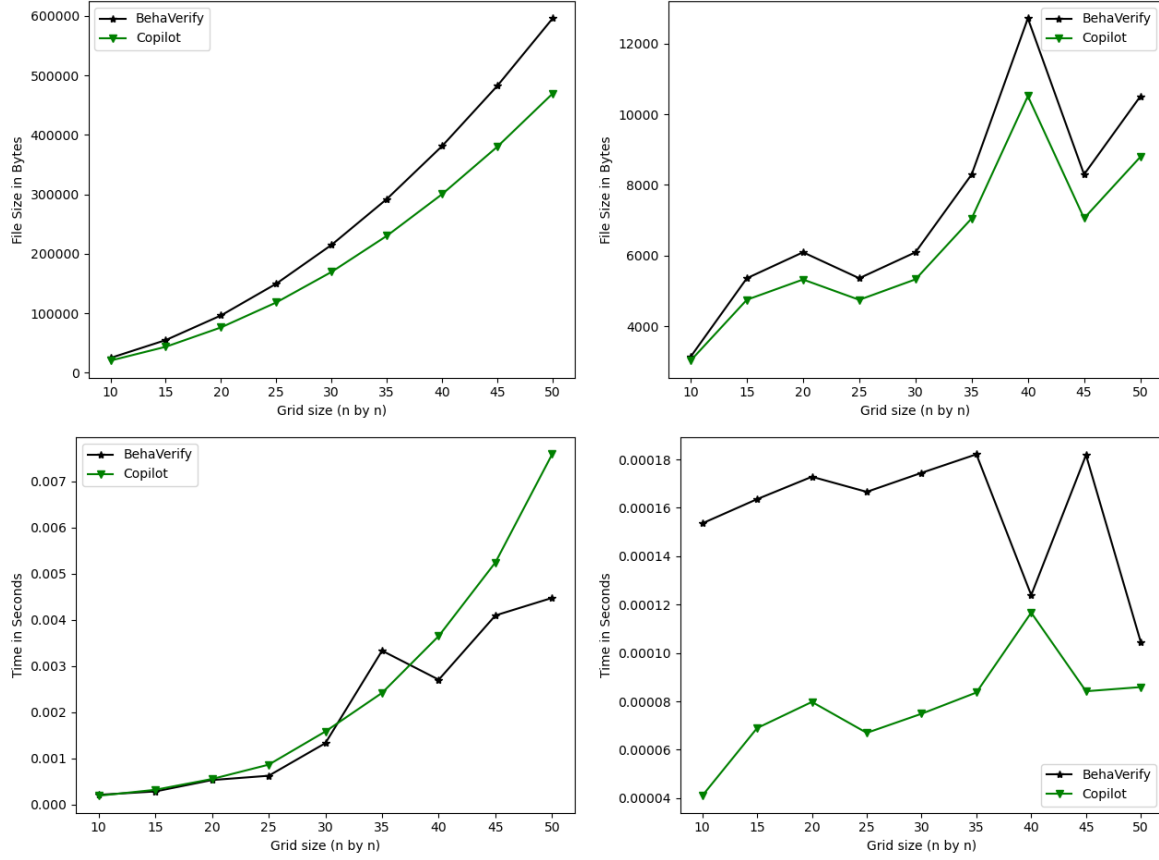 600000
500000
400000
300000
200000
100000
0
File Size in Bytes
BehaVerify
Copilot
10 15 20 25 30 35 40 45 50
Grid size (n by n)
12000
10000
8000
6000
4000
File Size in Bytes
BehaVerify
Copilot
10 15 20 25 30 35 40 45 50
Grid size (n by n)
0.007
0.006
0.005
0.004
0.003
0.002
0.001
0.000
Time in Seconds
BehaVerify
Copilot
10 15 20 25 30 35 40 45 50
Grid size (n by n)
0.00018
0.00016
0.00014
0.00012
0.00010
0.00008
0.00006
0.00004
Time in Seconds
BehaVerify
Copilot
10 15 20 25 30 35 40 45 50
Grid size (n by n)